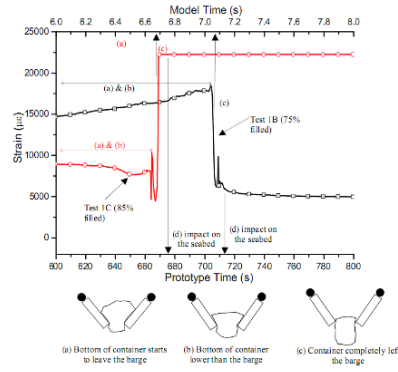 Model Time (s)
6.0 6.2 6.4 6.6 6.8 7.0 7.2 7.4 7.6 7.8 8.0
25000
20000
15000
10000
5000
0
Strain (με)
(a)
(c)
(a) & (b)
(c)
Test 1B (75%
filled)
(a) & (b)
Test 1C (85%
filled)
(d) impact on
the seabed
(d) impact on
the seabed
600 620 640 660 680 700 720 740 760 780 800
Prototype Time (s)
(a) Bottom of container starts
to leave the barge
(b) Bottom of container
lower than the barge
(c) Container completely left
the barge